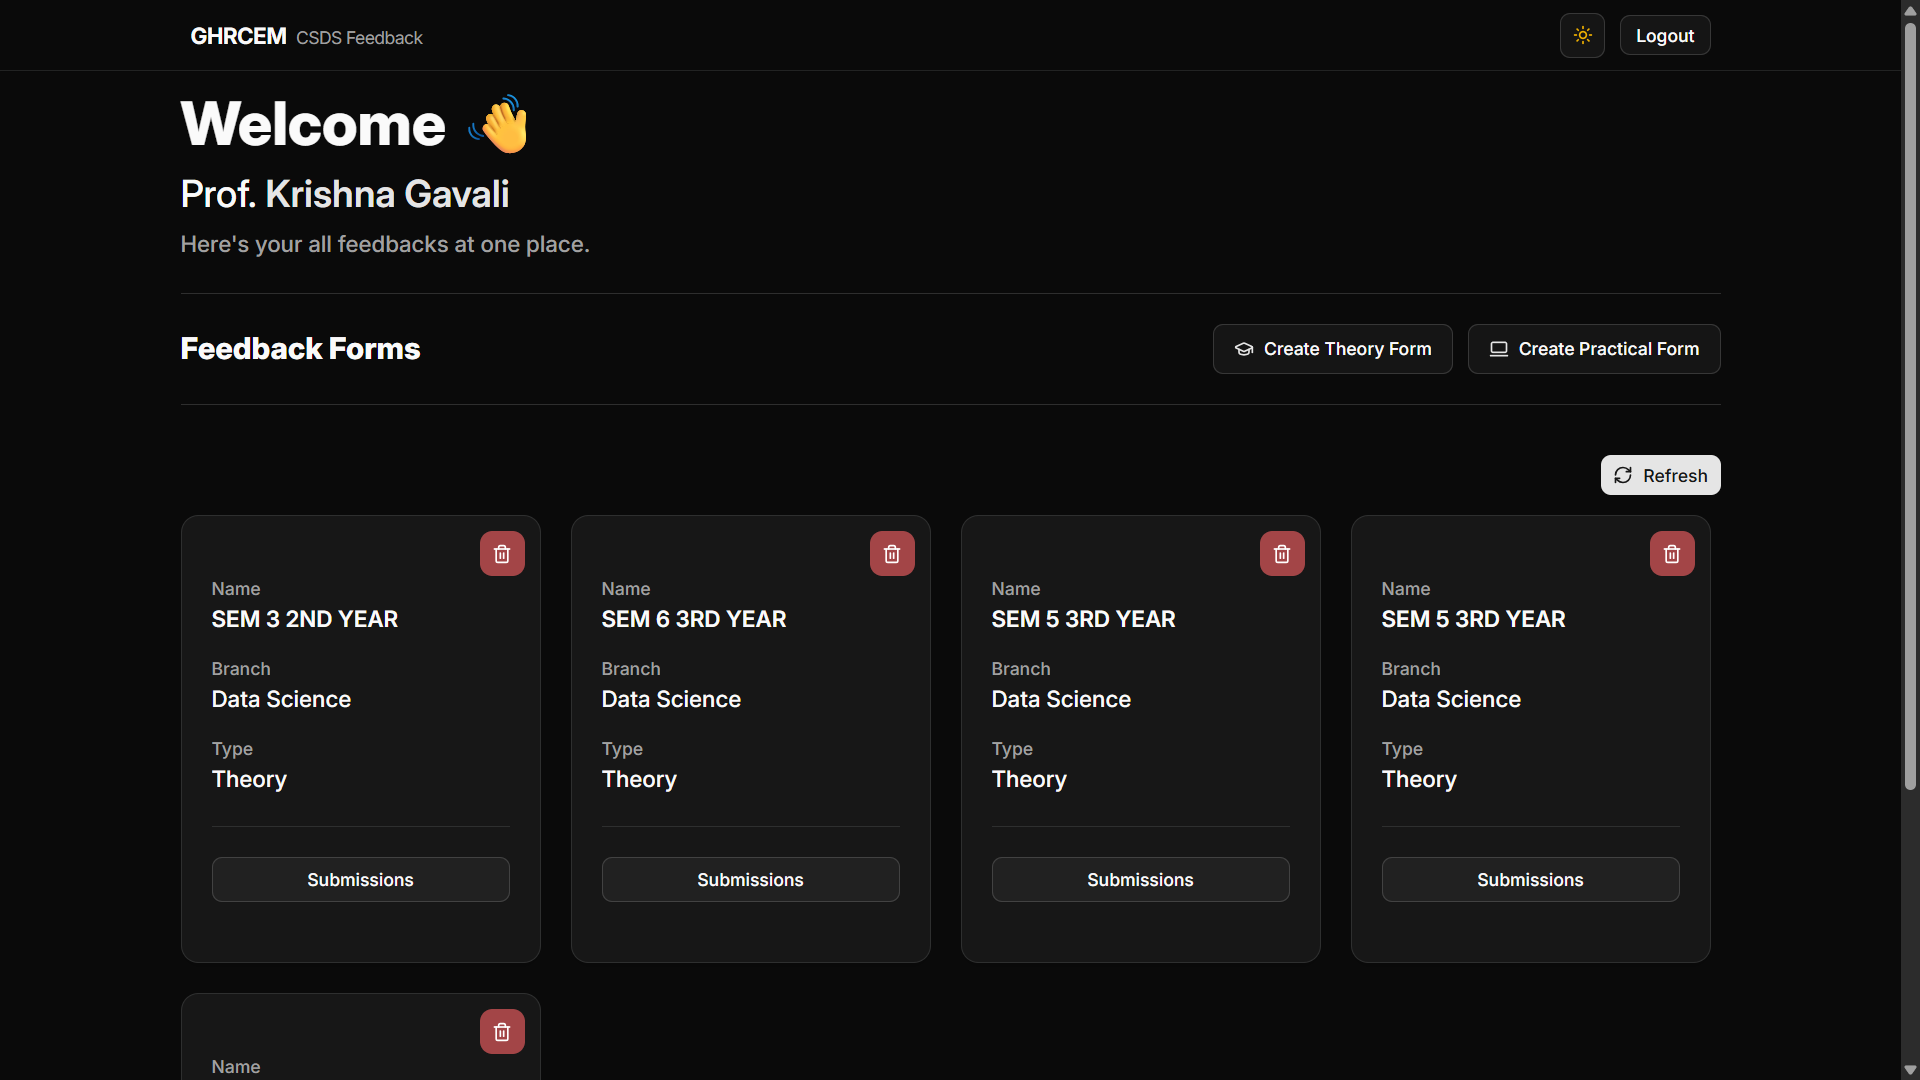 GHRCEM CSDS Feedback
Logout
Welcome 👋
Prof. Krishna Gavali
Here's your all feedbacks at one place.
Feedback Forms
Create Theory Form
Create Practical Form
Refresh
Name
SEM 3 2ND YEAR
Branch
Data Science
Type
Theory
Submissions
Name
SEM 6 3RD YEAR
Branch
Data Science
Type
Theory
Submissions
Name
SEM 5 3RD YEAR
Branch
Data Science
Type
Theory
Submissions
Name
SEM 5 3RD YEAR
Branch
Data Science
Type
Theory
Submissions
Name